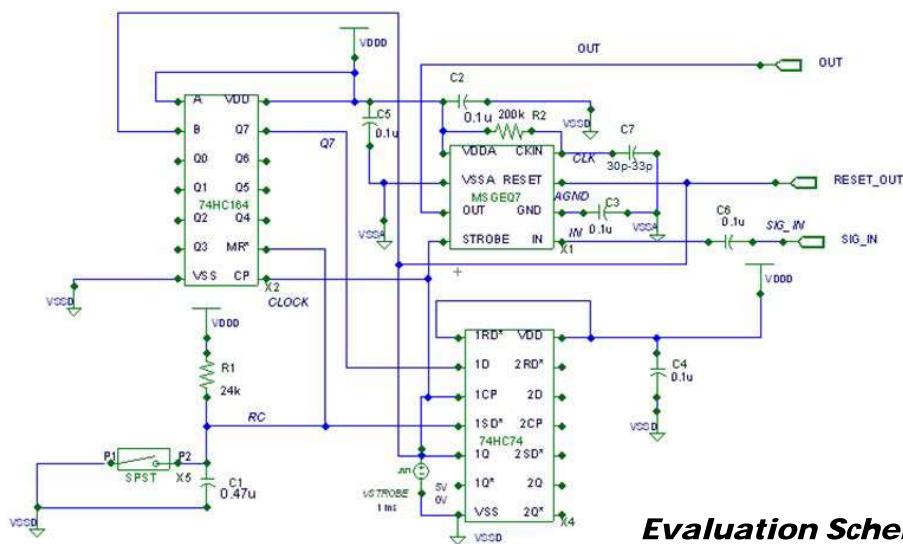 VDDD
OUT
OUT
A VDD
B Q7
Q0 Q6
Q1 Q5
74HC164
Q2 Q4
Q3 MR*
VSS CP
X2
Q7
CLOCK
VSSD
C5
0.1u
C2
0.1u
VSSD
200k R2
C7
30p-33p
CLK
VDDA CKIN
VSSA RESET
MSGEQ7
OUT GND
STROBE IN
X1
AGND
IN
C3
0.1u
VSSA
VSSA
RESET_OUT
C6
0.1u
SIG_IN
SIG_IN
VDDD
VDDD
R1
24k
RC
P1 P2
SPST X5
C1
0.47u
VSSD
1RD* VDD
1D 2RD*
1CP 2D
1SD* 2CP
74HC74
1Q 2SD*
1Q* 2Q
VSS 2Q*
X4
VSTROBE
1 ms
5V
0V
VSSD
C4
0.1u
VSSD
Evaluation Scher